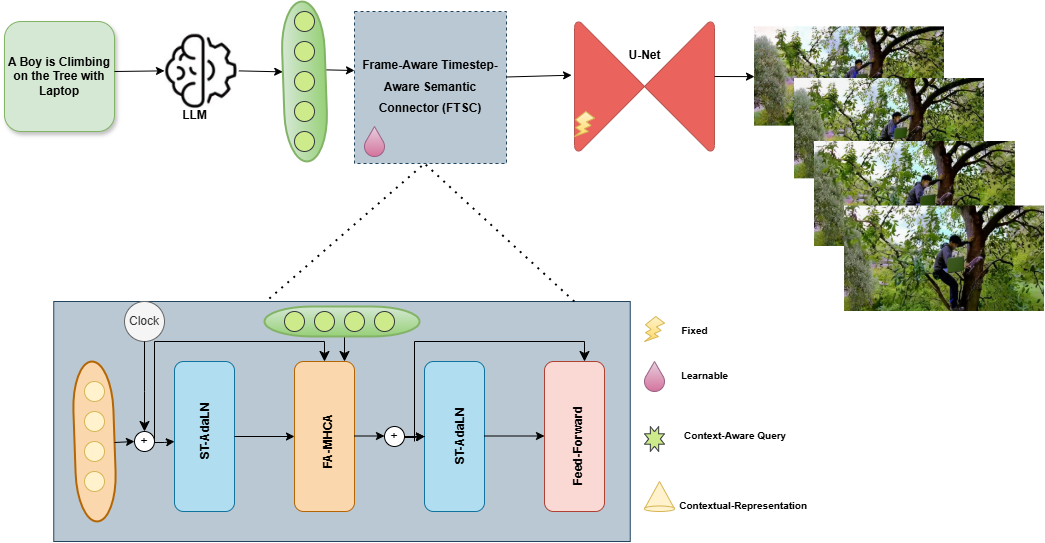 A Boy is Climbing
on the Tree with
Laptop
LLM
Frame-Aware Timestep-
Aware Semantic
Connector (FTSC)
U-Net
Clock
+
ST-AdaLN
FA-MHCA
+
ST-AdaLN
Feed-Forward
Fixed
Learnable
Context-Aware Query
Contextual-Representation